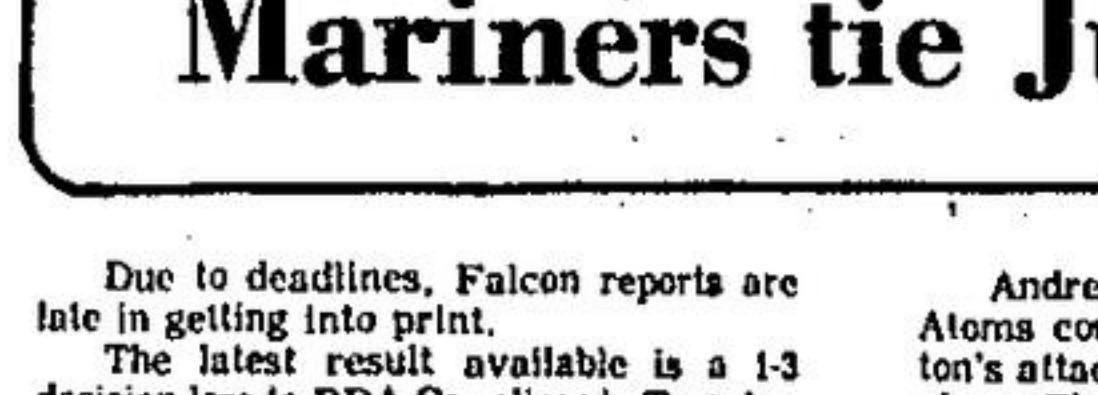 Mariners tie
Due to deadlines, Falcon reports are
late in getting into print.
The latest result available is a 1-3
Andre
Atoms co
ton's attac